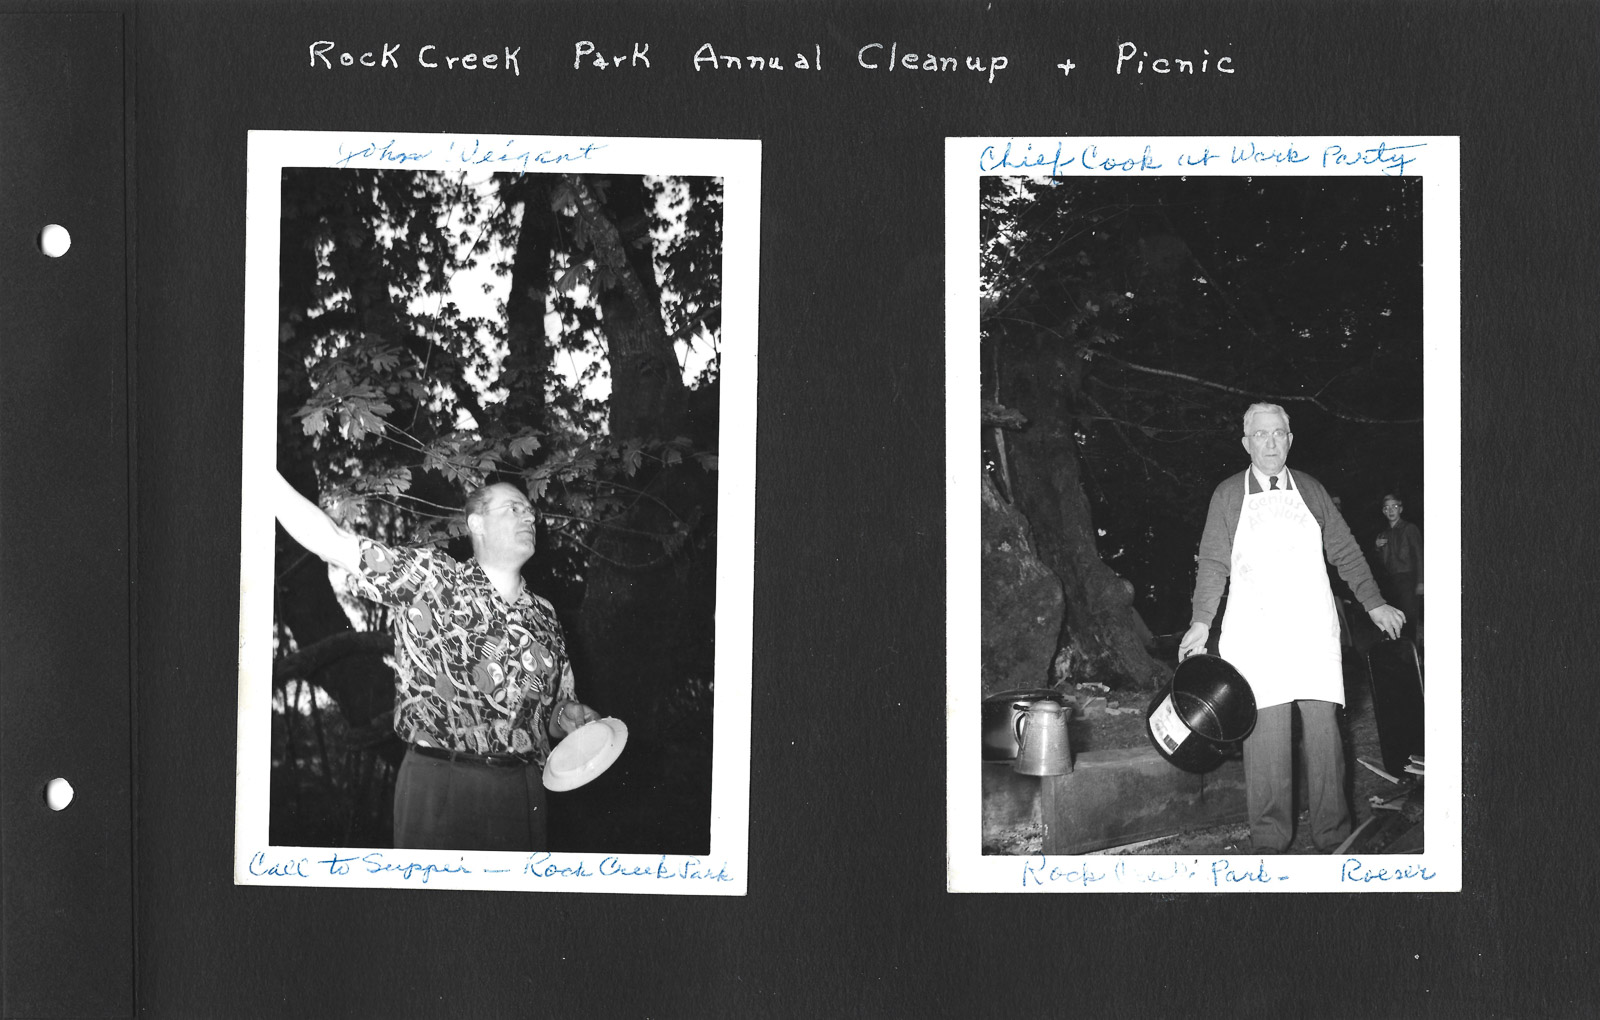 Rock Creek Park Annual Cleanup + Picnic
John Weigant
Call to Supper — Rock Creek Park
Chief Cook at Work Party
Genius
At Work
Rock Creek Park - Roeser